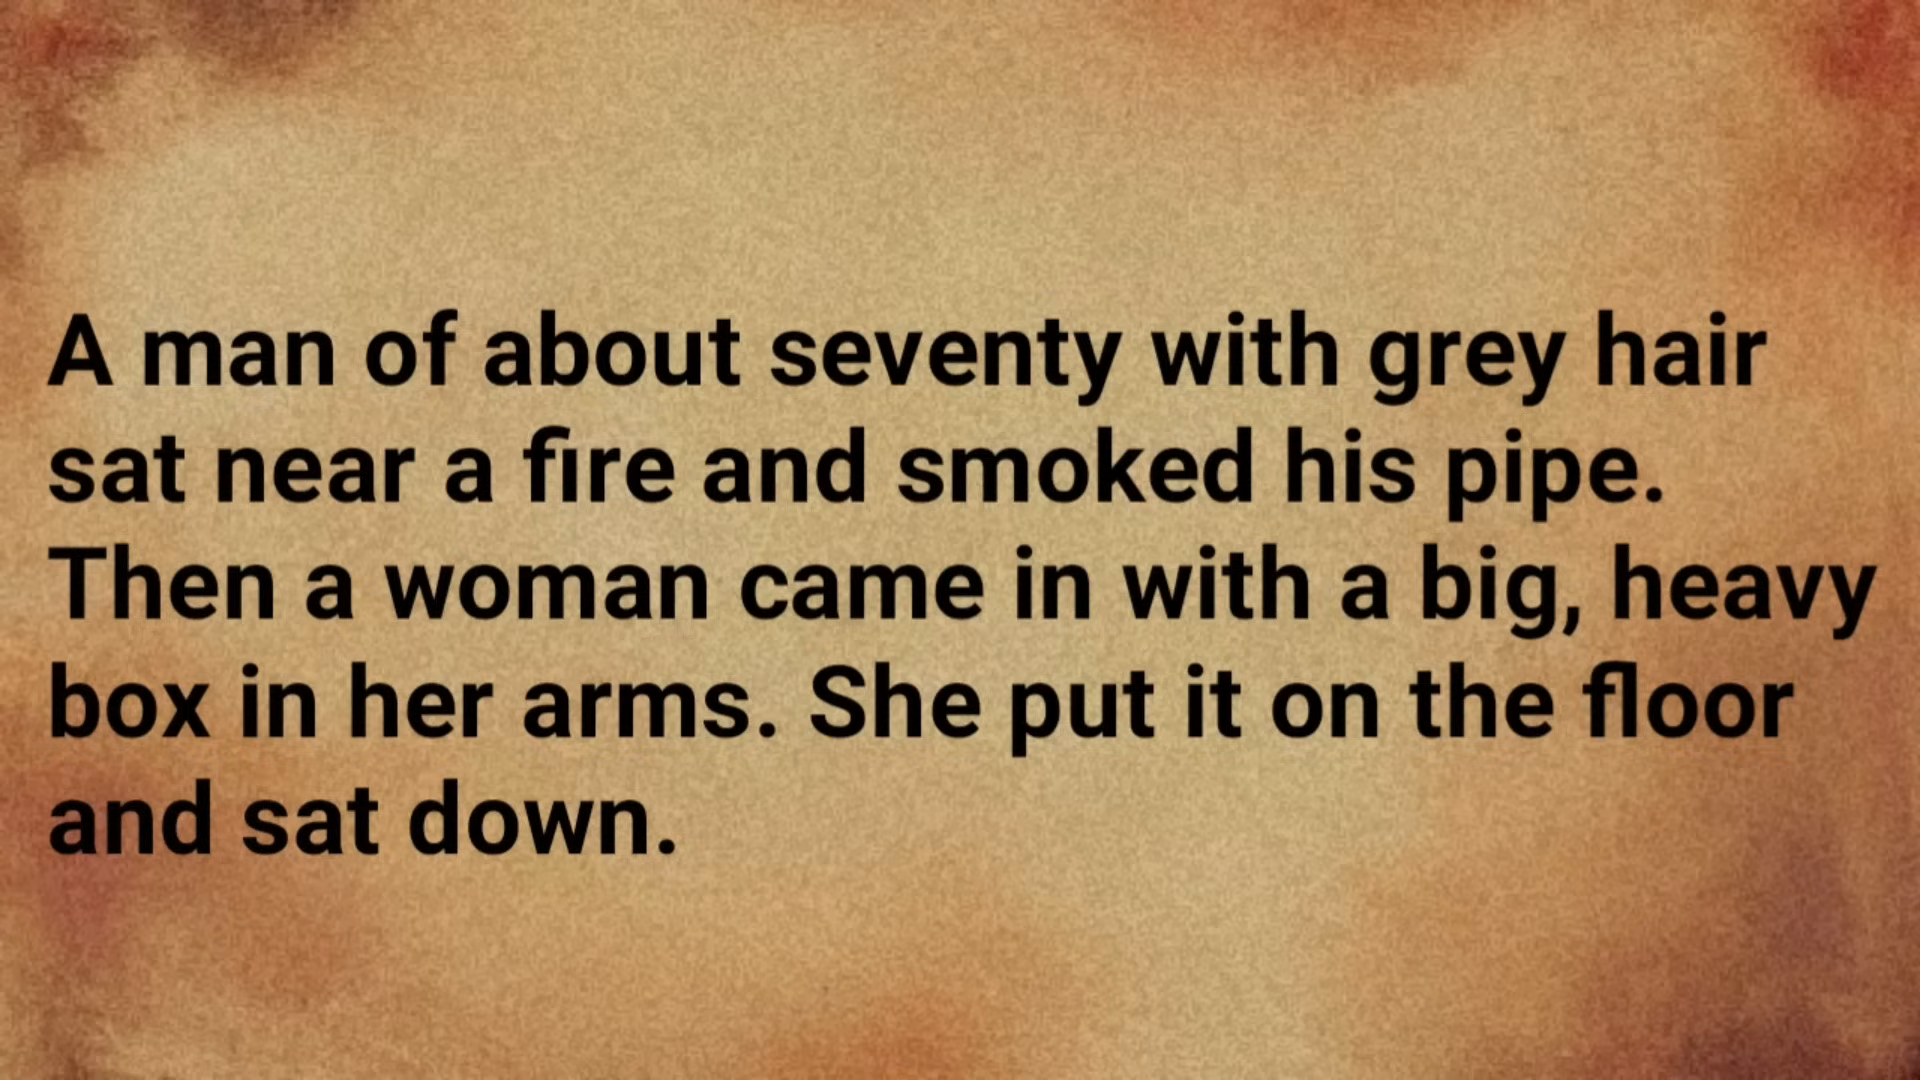 A man of about seventy with grey hair
sat near a fire and smoked his pipe.
Then a woman came in with a big, heavy
box in her arms. She put it on the floor
and sat down.